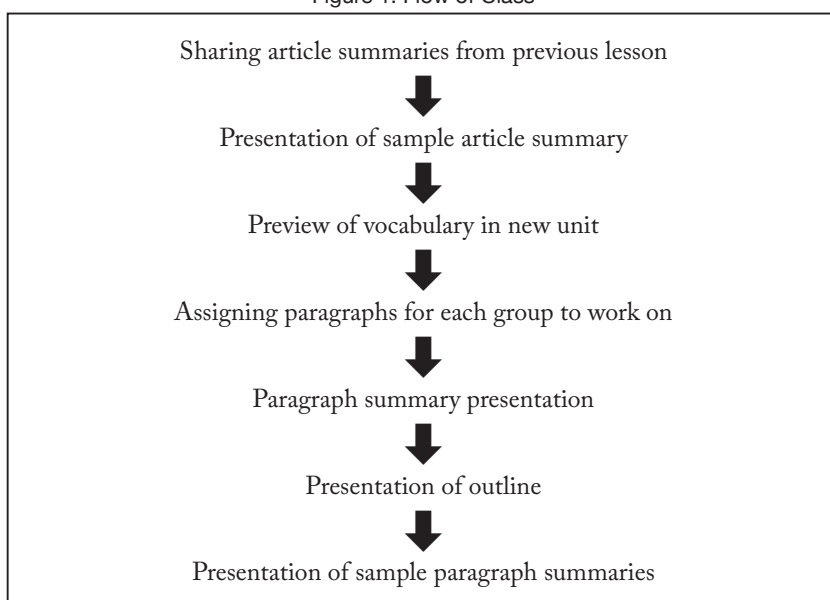 Figure 1. Flow of Class
Sharing article summaries from previous lesson
Presentation of sample article summary
Preview of vocabulary in new unit
Assigning paragraphs for each group to work on
Paragraph summary presentation
Presentation of outline
Presentation of sample paragraph summaries